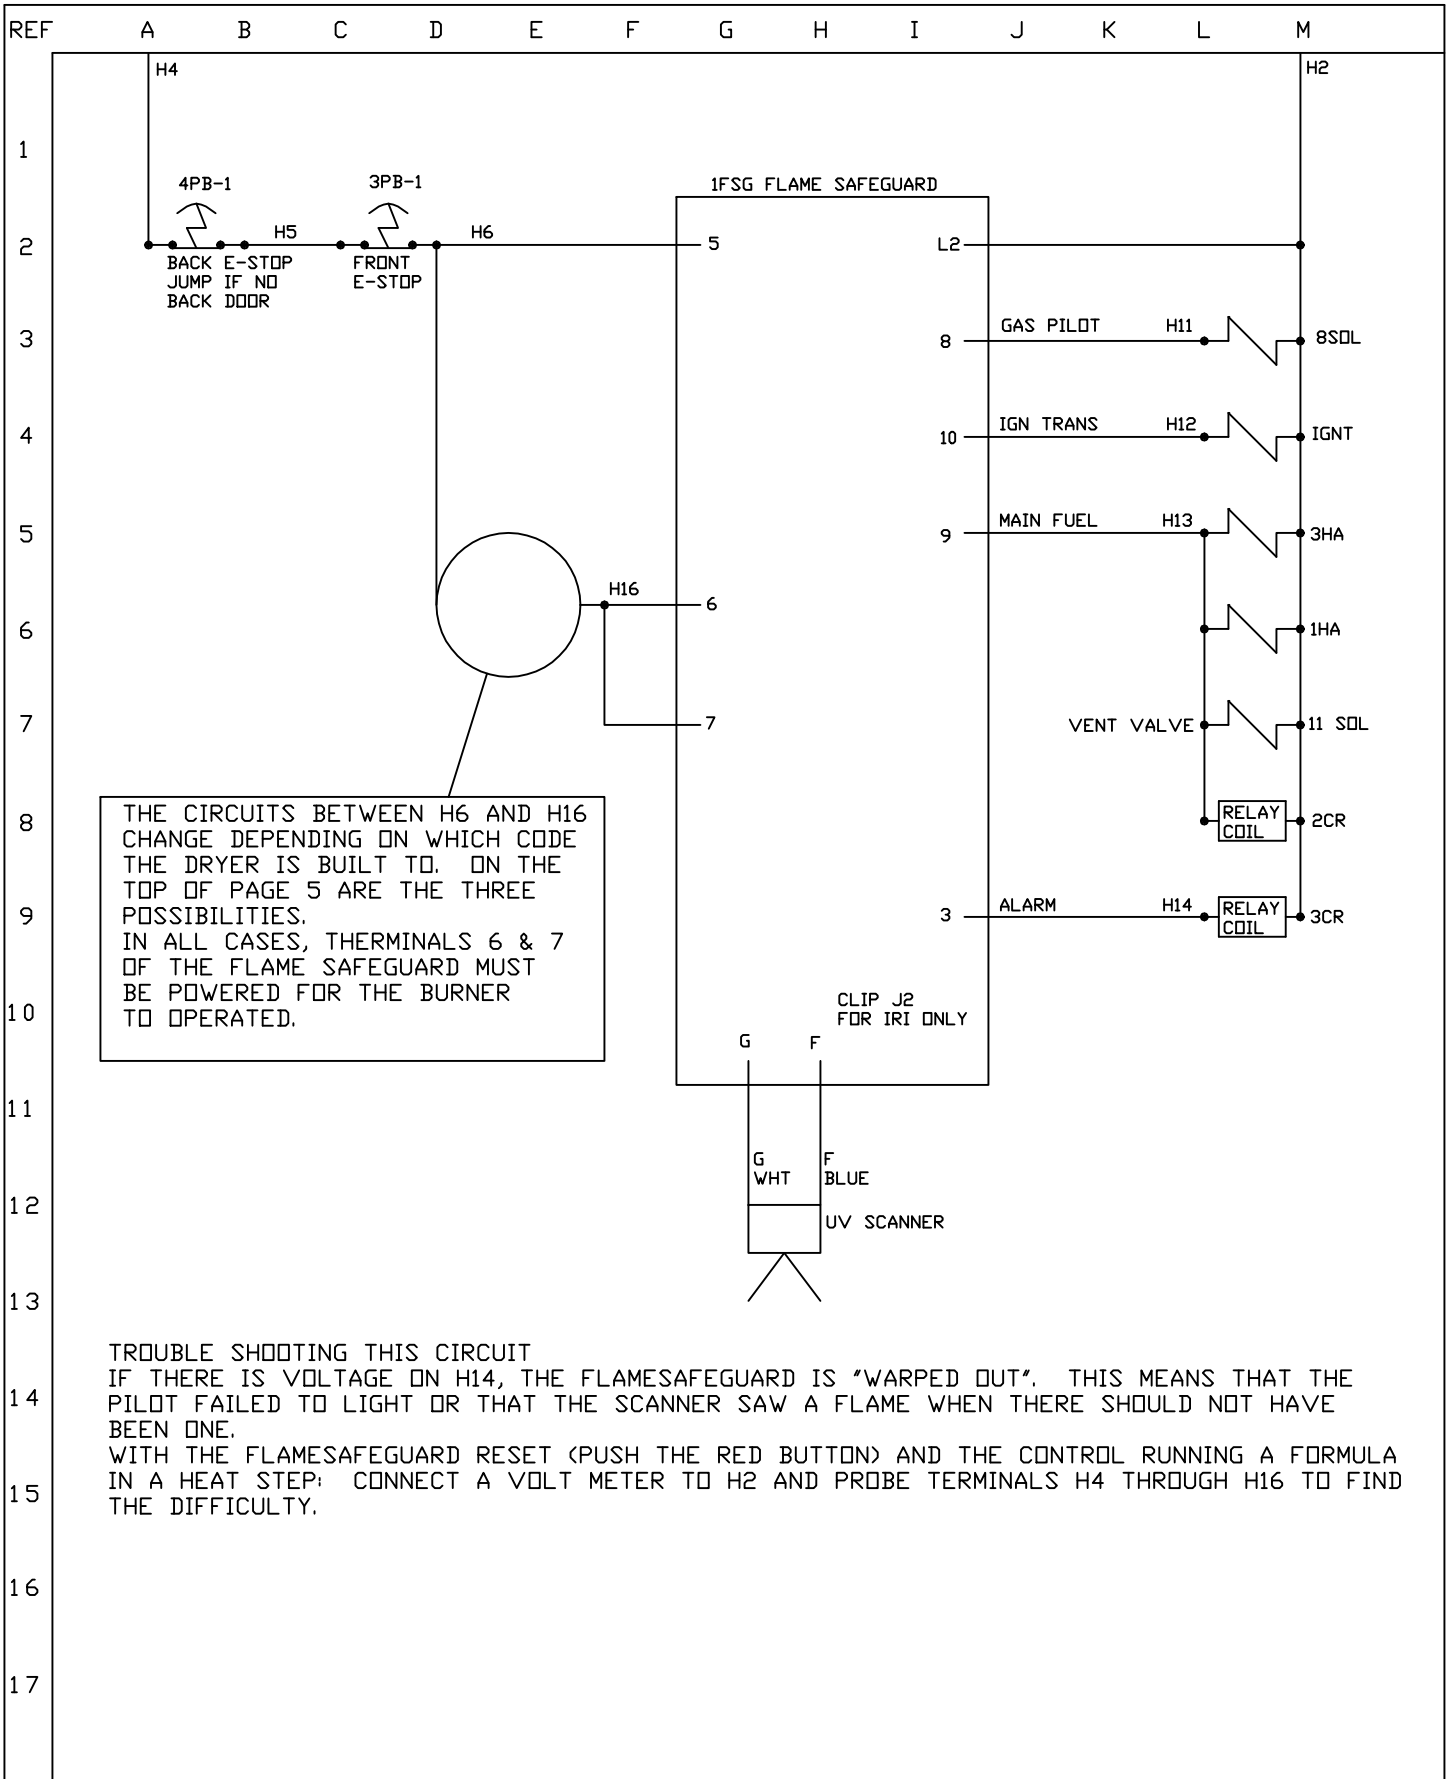 REF A B C D E F G H I J K L M
H4
H2
1
4PB-1
3PB-1
1FSG FLAME SAFEGUARD
2
H5
H6
5
L2
BACK E-STOP
JUMP IF NO
BACK DOOR
FRONT
E-STOP
3
8
GAS PILOT
H11
8SOL
4
10
IGN TRANS
H12
IGNT
5
9
MAIN FUEL
H13
3HA
H16
6
6
1HA
7
7
VENT VALVE
11 SOL
8
THE CIRCUITS BETWEEN H6 AND H16
CHANGE DEPENDING ON WHICH CODE
THE DRYER IS BUILT TO. ON THE
TOP OF PAGE 5 ARE THE THREE
POSSIBILITIES.
IN ALL CASES, THERMINALS 6 & 7
OF THE FLAME SAFEGUARD MUST
BE POWERED FOR THE BURNER
TO OPERATED.
RELAY
COIL
2CR
9
3
ALARM
H14
RELAY
COIL
3CR
10
CLIP J2
FOR IRI ONLY
G
F
11
G
WHT
F
BLUE
12
UV SCANNER
13
TROUBLE SHOOTING THIS CIRCUIT
IF THERE IS VOLTAGE ON H14, THE FLAMESAFEGUARD IS "WARPED OUT". THIS MEANS THAT THE
14
PILOT FAILED TO LIGHT OR THAT THE SCANNER SAW A FLAME WHEN THERE SHOULD NOT HAVE
BEEN ONE.
WITH THE FLAMESAFEGUARD RESET (PUSH THE RED BUTTON) AND THE CONTROL RUNNING A FORMULA
IN A HEAT STEP: CONNECT A VOLT METER TO H2 AND PROBE TERMINALS H4 THROUGH H16 TO FIND
15
THE DIFFICULTY.
16
17